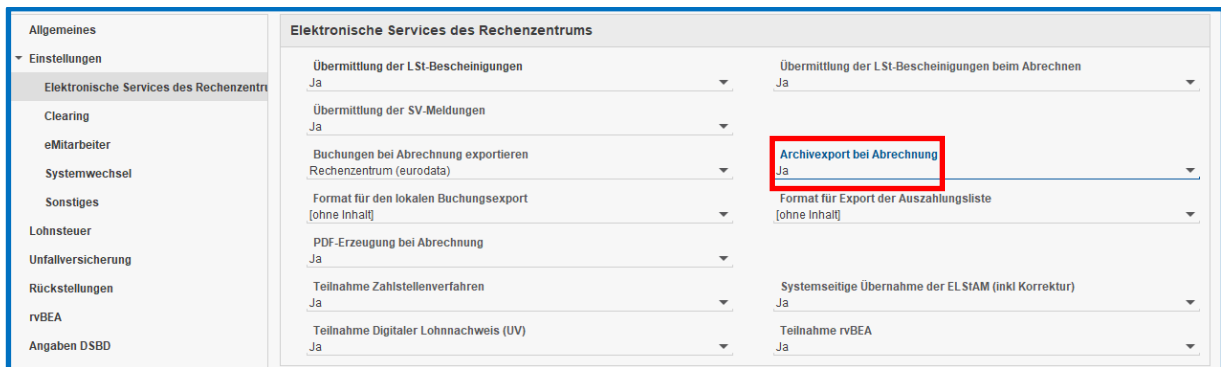 Allgemeines
Einstellungen
Elektronische Services des Rechenzentru
Clearing
eMitarbeiter
Systemwechsel
Sonstiges
Lohnsteuer
Unfallversicherung
Rückstellungen
rvBEA
Angaben DSBD
Elektronische Services des Rechenzentrums
Übermittlung der LSt-Bescheinigungen
Ja
Übermittlung der LSt-Bescheinigungen beim Abrechnen
Ja
Übermittlung der SV-Meldungen
Ja
Buchungen bei Abrechnung exportieren
Rechenzentrum (eurodata)
Archivexport bei Abrechnung
Ja
Format für den lokalen Buchungsexport
[ohne Inhalt]
Format für Export der Auszahlungsliste
[ohne Inhalt]
PDF-Erzeugung bei Abrechnung
Ja
Teilnahme Zahlstellenverfahren
Ja
Systemseitige Übernahme der ELStAM (inkl Korrektur)
Ja
Teilnahme Digitaler Lohnnachweis (UV)
Ja
Teilnahme rvBEA
Ja